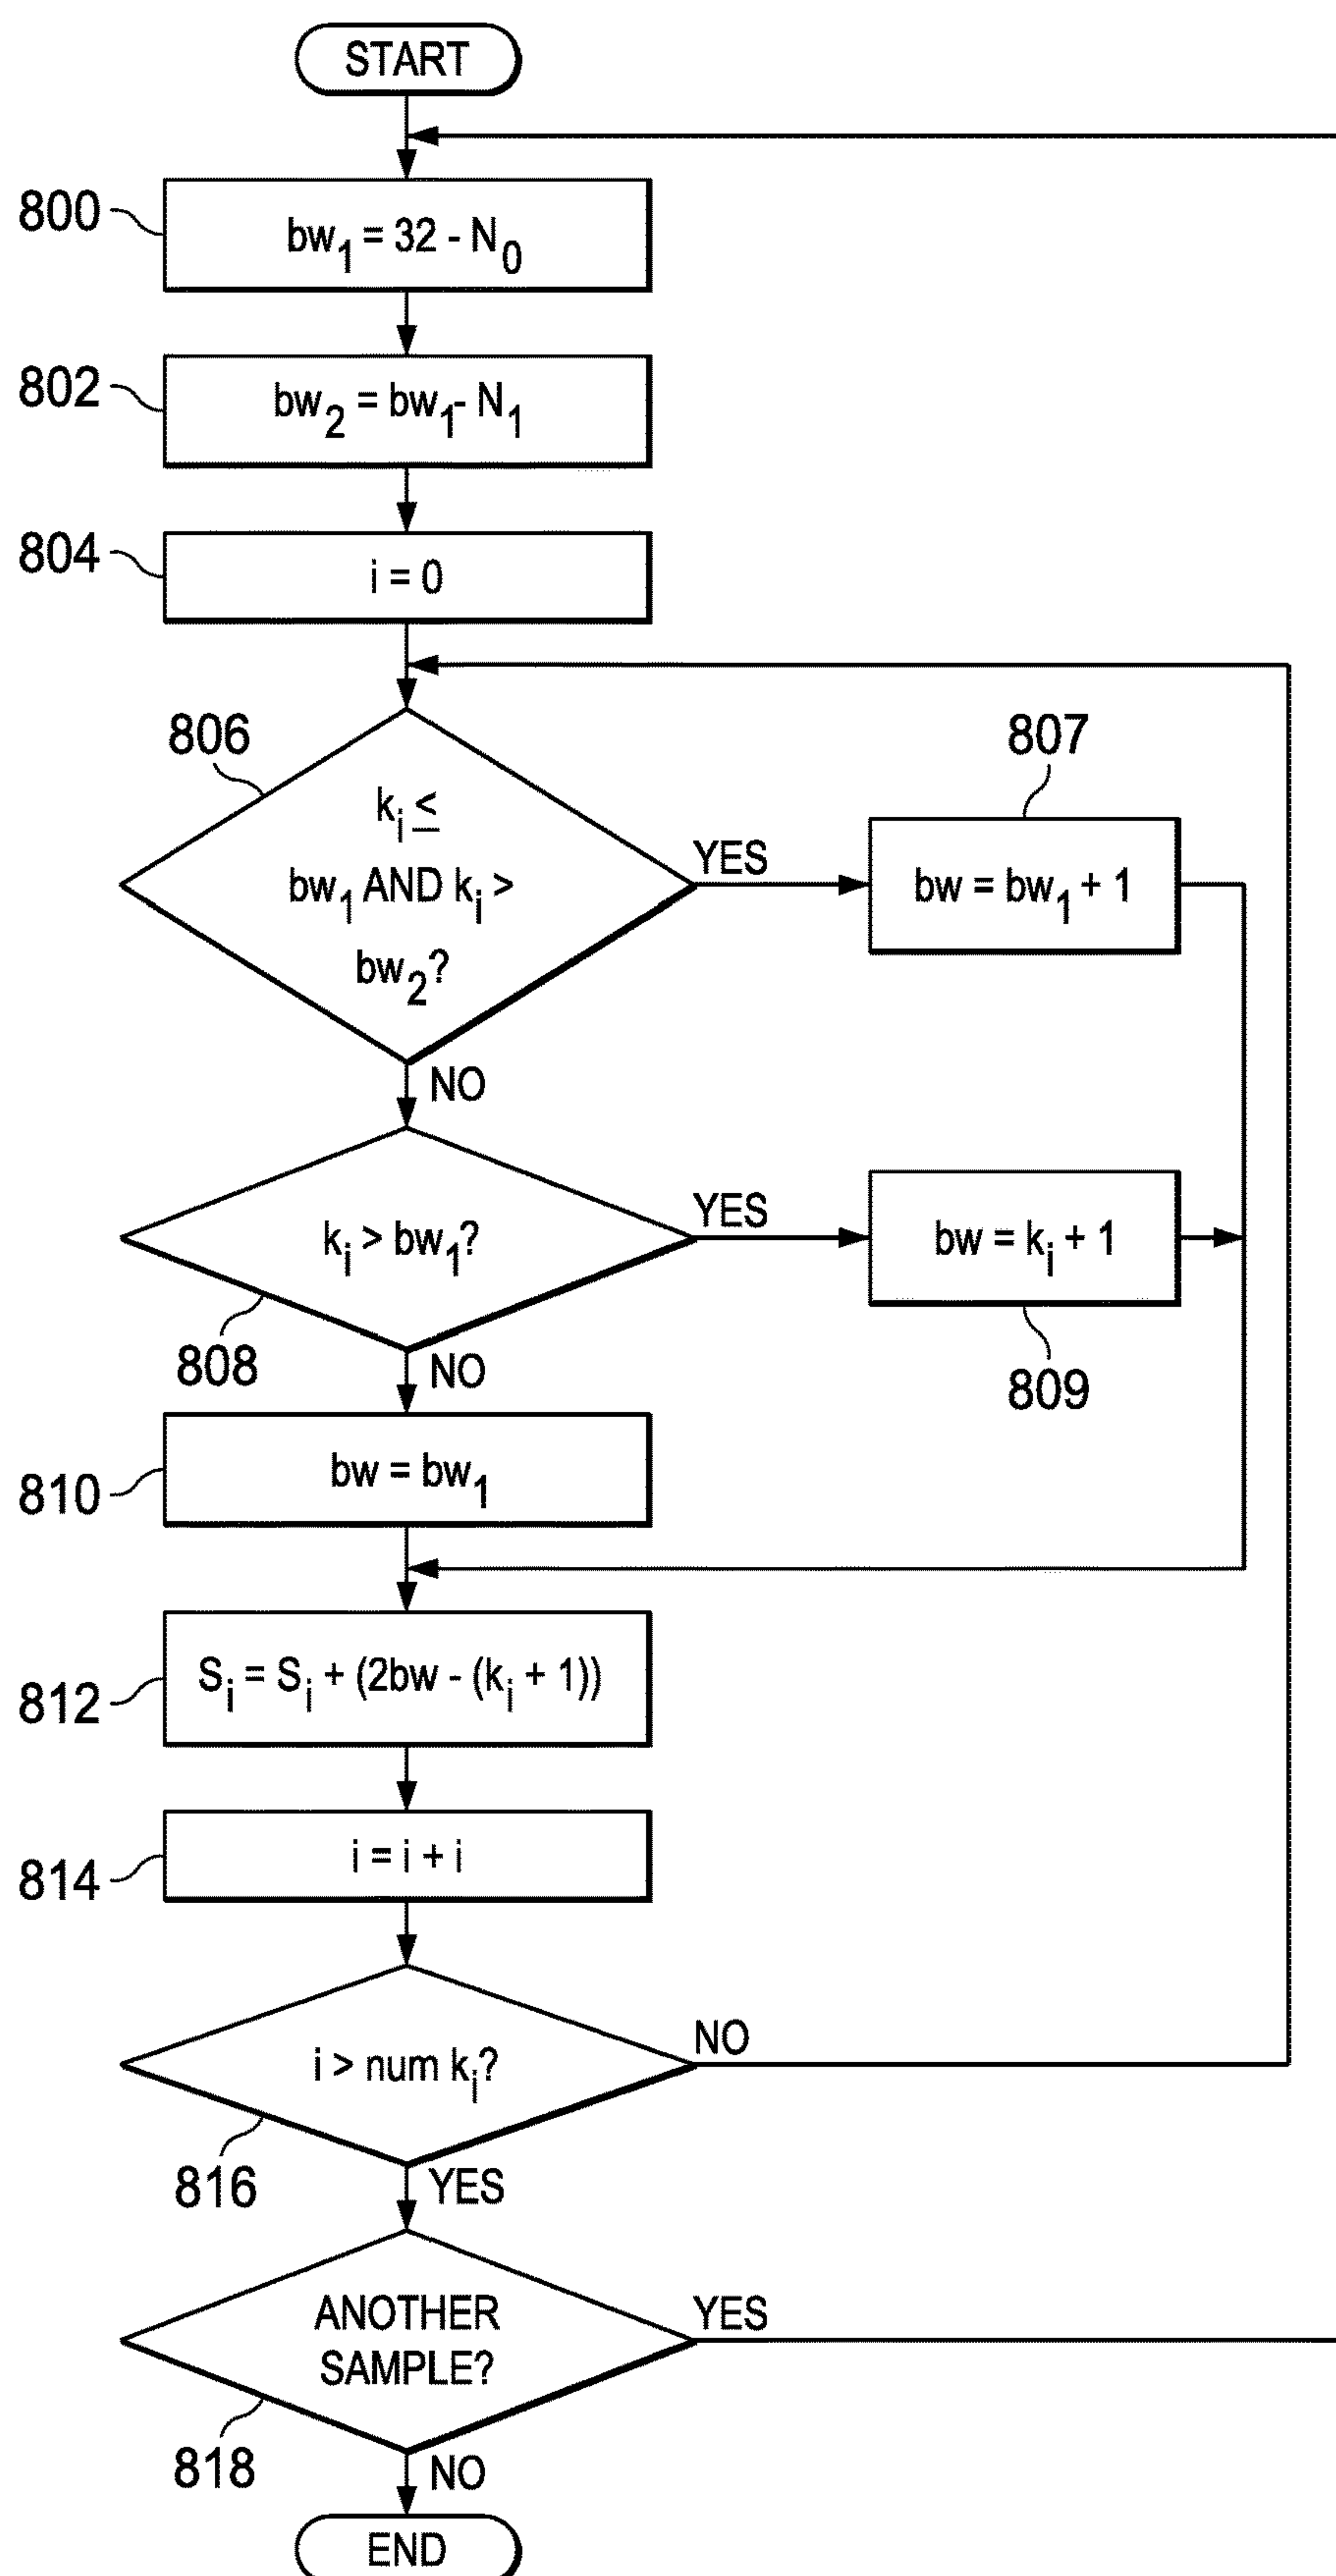 START
800
bw1 = 32 - N0
802
bw2 = bw1- N1
804
i = 0
806
ki ≤
bw1 AND ki >
bw2?
YES
807
bw = bw1 + 1
NO
808
ki > bw1?
YES
bw = ki + 1
809
NO
810
bw = bw1
812
Si = Si + (2bw - (ki + 1))
814
i = i + i
816
i > num ki?
NO
YES
818
ANOTHER
SAMPLE?
YES
NO
END